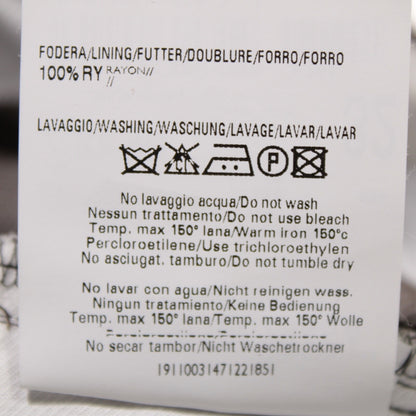 FODERA/LINING/FUTTER/DOUBLURE/FORRO/FORRO
100% RY RAYON//
//
LAVAGGIO/WASHING/WASCHUNG/LAVAGE/LAVAR/LAVAR
CL P
No lavaggio acqua/Do not wash
Nessun trattamento/Do not use bleach
Temp. max 150° lana/Warm iron 150°c
Percloroetilene/Use trichloroethylen
No asciugat. tamburo/Do not tumble dry
No lavar con agua/Nicht reinigen wass.
Ningun tratamiento/Keine Bedienung
Temp. max 150° lana/Temp. max 150° Wolle
No secar tambor/Nicht Waschetrockner
19110031471221851